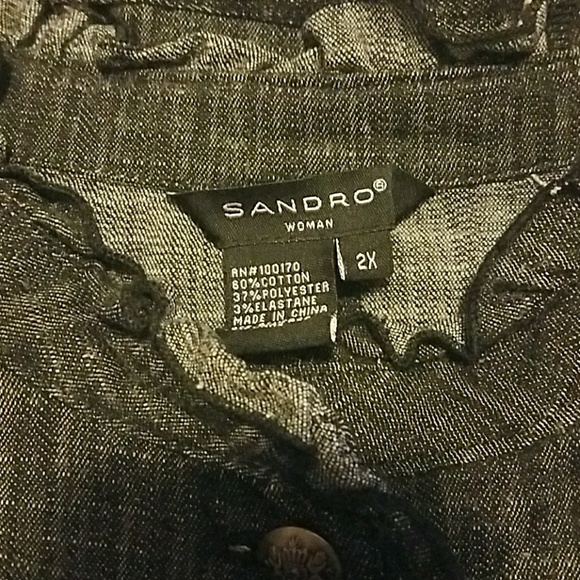 SANDRO®
WOMAN
2X
RN#100170
60%COTTON
37%POLYESTER
3%ELASTANE
MADE IN CHINA